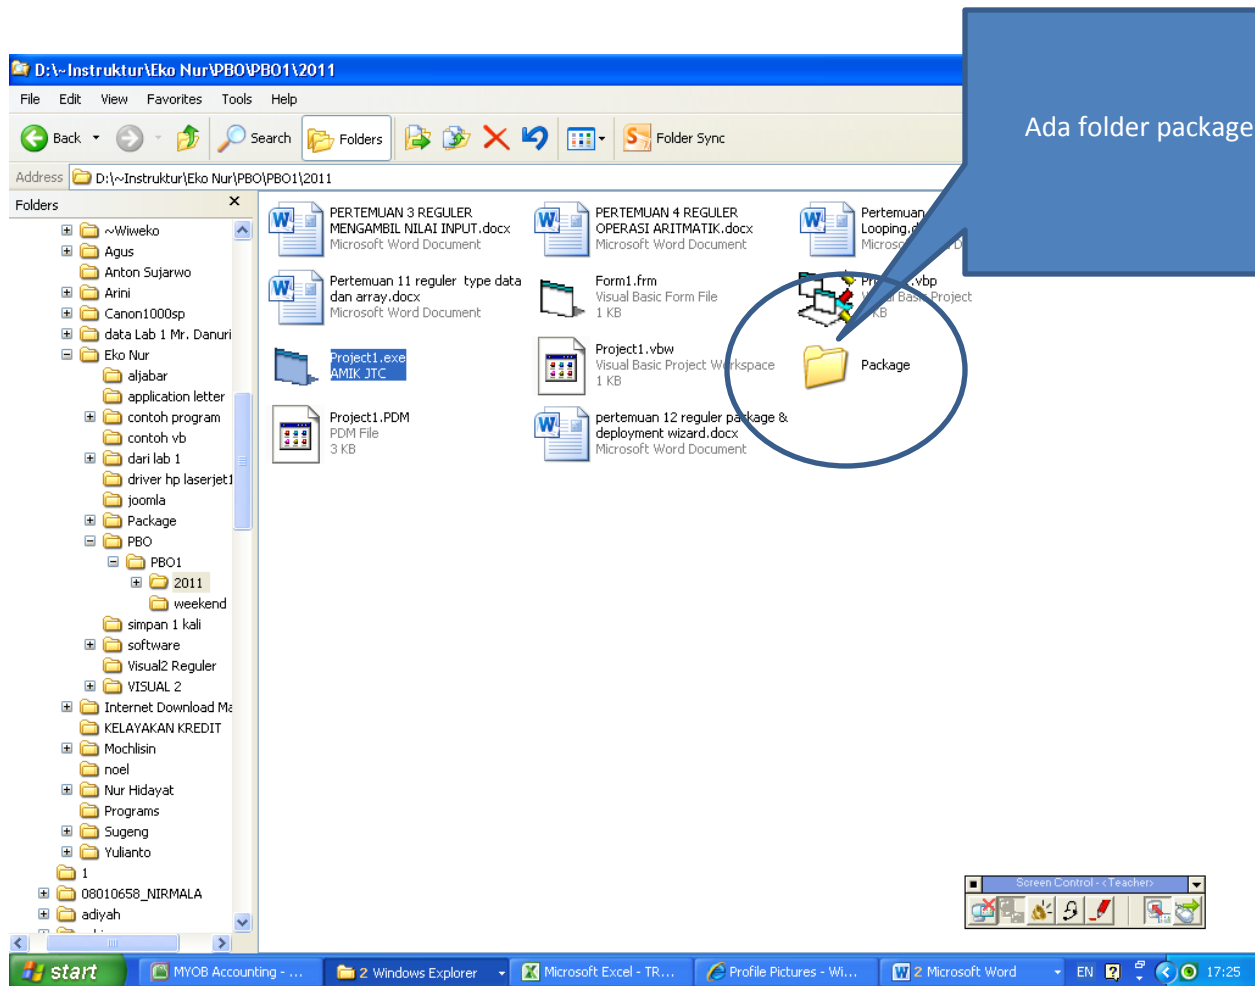 D:\~Instruktur\Eko Nur\PBO\PBO1\2011
File Edit View Favorites Tools Help
Back Search Folders Folder Sync
Address D:\~Instruktur\Eko Nur\PBO\PBO1\2011
Ada folder package
Folders
~Wiweko
Agus
Anton Sujarwo
Arini
Canon1000sp
data Lab 1 Mr. Danuri
Eko Nur
aljabar
application letter
contoh program
contoh vb
dari lab 1
driver hp laserjet1
joomla
Package
PBO
PBO1
2011
weekend
simpan 1 kali
software
Visual2 Reguler
VISUAL 2
Internet Download Ma
KELAYAKAN KREDIT
Mochlisin
noel
Nur Hidayat
Programs
Sugeng
Yulianto
1
08010658_NIRMALA
adiyah
PERTEMUAN 3 REGULER
MENGAMBIL NILAI INPUT.docx
Microsoft Word Document
PERTEMUAN 4 REGULER
OPERASI ARITMATIK.docx
Microsoft Word Document
Pertemuan
Looping.
Pertemuan 11 reguler type data
dan array.docx
Microsoft Word Document
Form1.frm
Visual Basic Form File
1 KB
.vbp
Basic Project
KB
Project1.exe
AMIK JTC
Project1.vbw
Visual Basic Project Workspace
1 KB
Package
Project1.PDM
PDM File
3 KB
pertemuan 12 reguler package &
deployment wizard.docx
Microsoft Word Document
Screen Control - <Teacher>
start MYOB Accounting - ... 2 Windows Explorer Microsoft Excel - TR... Profile Pictures - Wi... 2 Microsoft Word EN 17:25